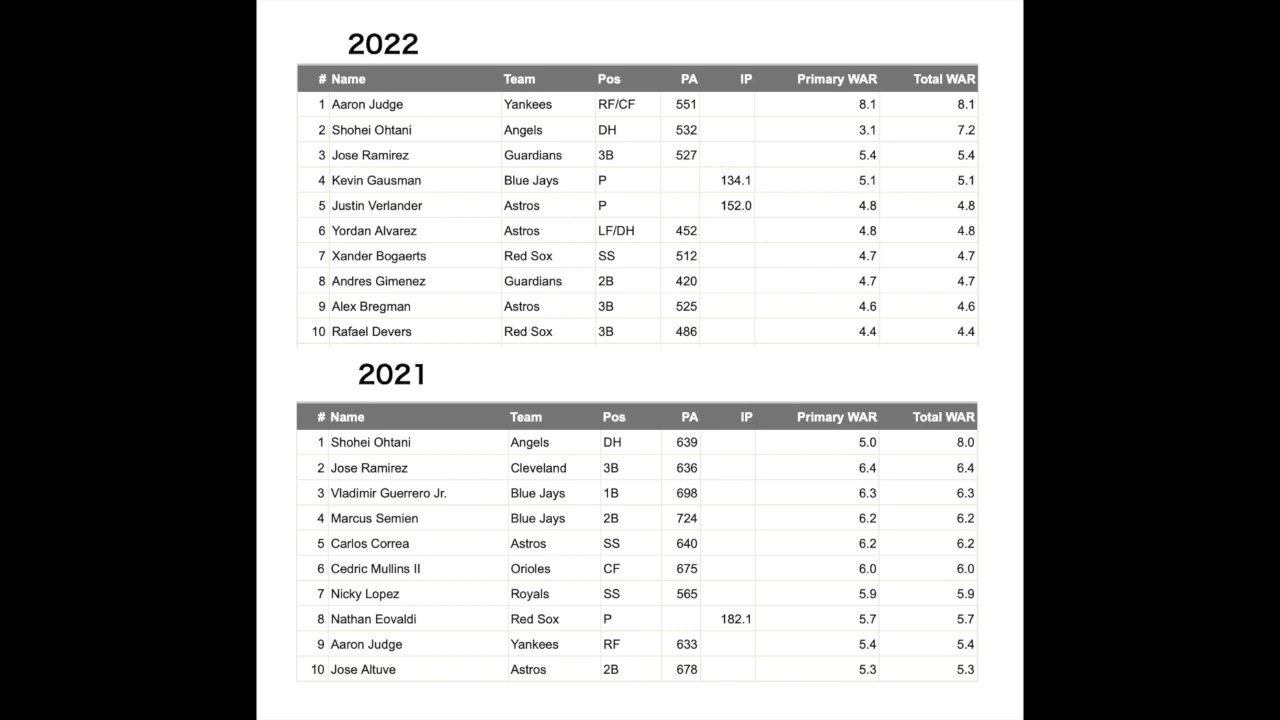 2022
# Name Team Pos PA IP Primary WAR Total WAR
1 Aaron Judge Yankees RF/CF 551 8.1 8.1
2 Shohei Ohtani Angels DH 532 3.1 7.2
3 Jose Ramirez Guardians 3B 527 5.4 5.4
4 Kevin Gausman Blue Jays P 134.1 5.1 5.1
5 Justin Verlander Astros P 152.0 4.8 4.8
6 Yordan Alvarez Astros LF/DH 452 4.8 4.8
7 Xander Bogaerts Red Sox SS 512 4.7 4.7
8 Andres Gimenez Guardians 2B 420 4.7 4.7
9 Alex Bregman Astros 3B 525 4.6 4.6
10 Rafael Devers Red Sox 3B 486 4.4 4.4
2021
# Name Team Pos PA IP Primary WAR Total WAR
1 Shohei Ohtani Angels DH 639 5.0 8.0
2 Jose Ramirez Cleveland 3B 636 6.4 6.4
3 Vladimir Guerrero Jr. Blue Jays 1B 698 6.3 6.3
4 Marcus Semien Blue Jays 2B 724 6.2 6.2
5 Carlos Correa Astros SS 640 6.2 6.2
6 Cedric Mullins II Orioles CF 675 6.0 6.0
7 Nicky Lopez Royals SS 565 5.9 5.9
8 Nathan Eovaldi Red Sox P 182.1 5.7 5.7
9 Aaron Judge Yankees RF 633 5.4 5.4
10 Jose Altuve Astros 2B 678 5.3 5.3